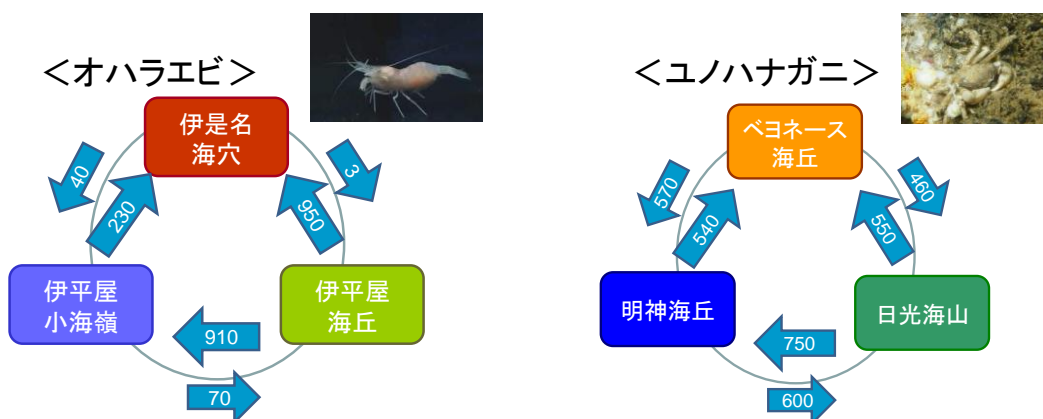 ＜オハラエビ＞
伊是名
海穴
40
230
3
950
伊平屋
小海嶺
伊平屋
海丘
910
70
＜ユノハナガニ＞
ベヨネース
海丘
570
540
460
550
明神海丘
日光海山
750
600